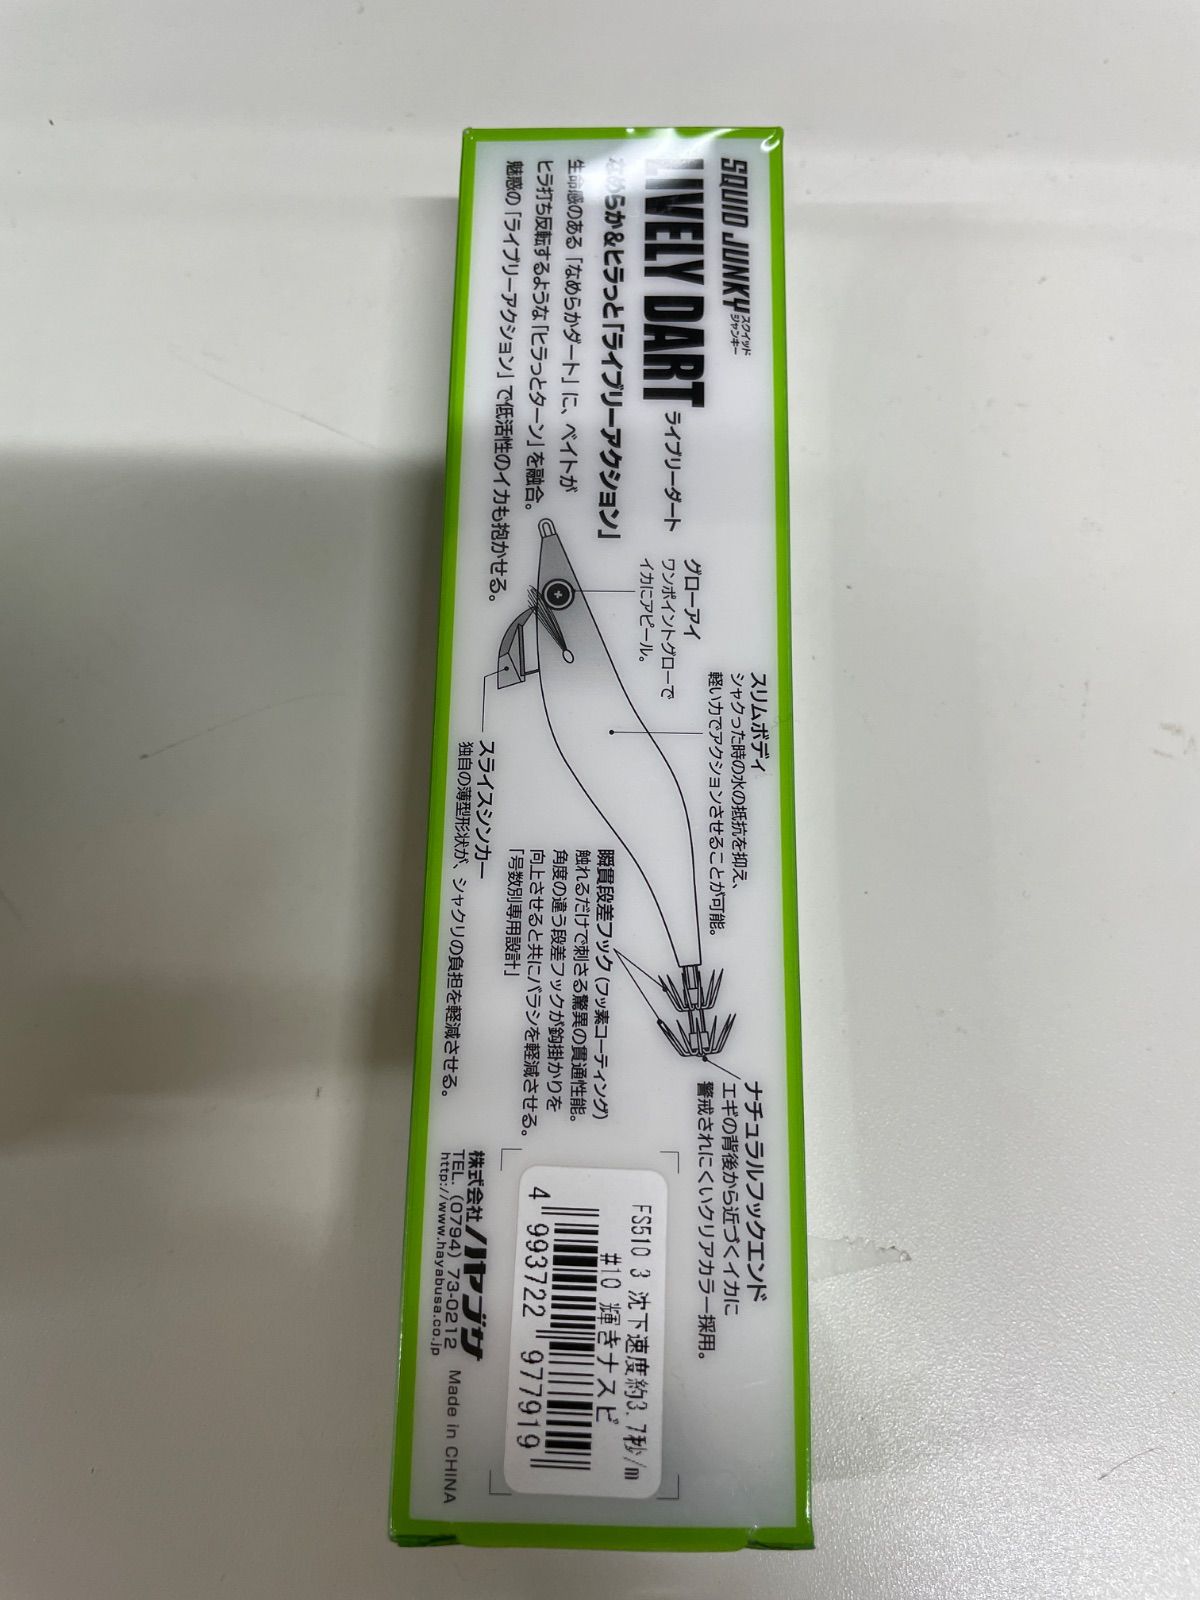 SQUID JUNKY
スクイッド
ジャンキー
LIVELY DART
ライブリーダート
なめらか&ヒラっと「ライブリーアクション」
生命感のある「なめらかダート」に、ベイトが
ヒラ打ち反転するような「ヒラっとターン」を融合。
魅惑の「ライブリーアクション」で低活性のイカも抱かせる。
グローアイ
ワンポイントグローで
イカにアピール。
スリムボディ
シャクった時の水の抵抗を抑え、
軽い力でアクションさせることが可能。
スライスシンカー
独自の薄型形状が、シャクリの負担を軽減させる。
瞬貫段差フック(フッ素コーティング)
触れるだけで刺さる驚異の貫通性能。
角度の違う段差フックが鈎掛かりを
向上させると共にバラシを軽減させる。
「号数別専用設計」
ナチュラルフックエンド
エギの背後から近づくイカに
警戒されにくいクリアカラー採用。
FS510 3 沈下速度約3.7秒/m
#10 輝きナスビ
4 993722 977919
株式会社ハヤブサ
TEL. (0794) 73-0212
http://www.hayabusa.co.jp
Made in CHINA